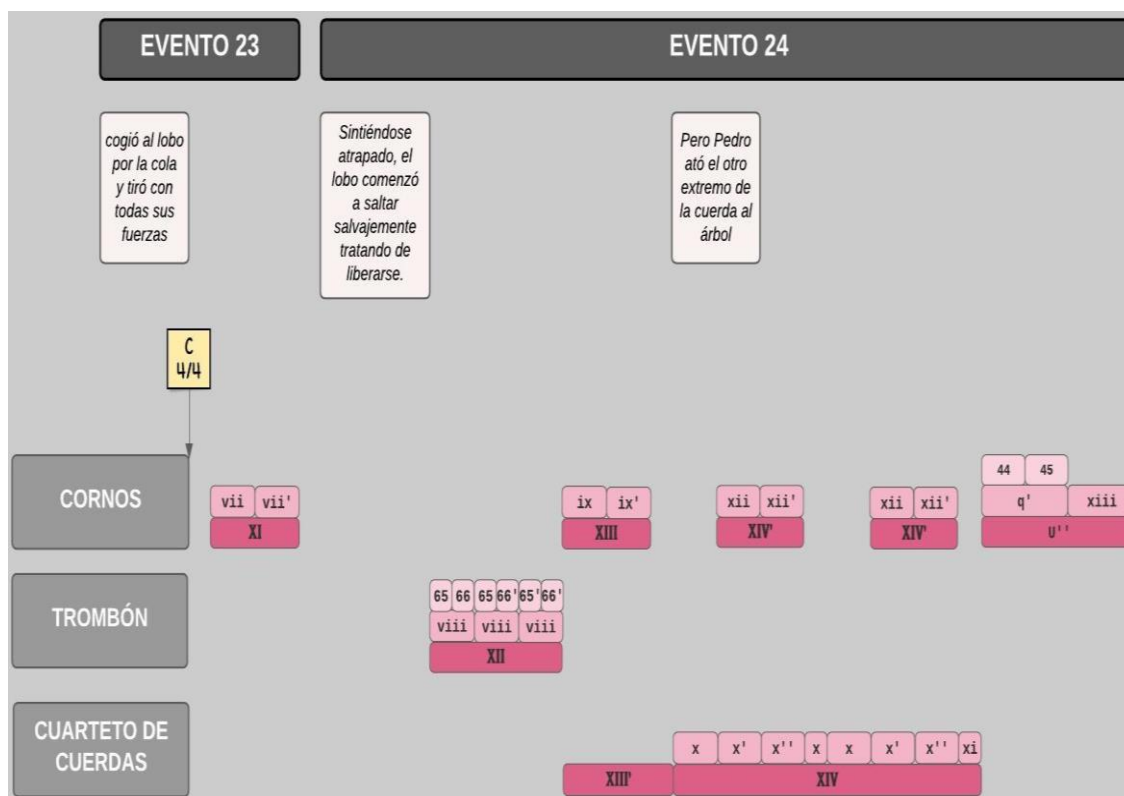 EVENTO 23
EVENTO 24
cogió al lobo
por la cola
y tiró con
todas sus
fuerzas
Sintiéndose
atrapado, el
lobo comenzó
a saltar
salvajemente
tratando de
liberarse.
Pero Pedro
ató el otro
extremo de
la cuerda al
árbol
C
4/4
CORNOS
44 45
vii vii' ix ix' xii xii' xii xii' q' xiii
XI XIII XIV' XIV' U''
TROMBÓN
65 66 65 66' 65' 66'
viii viii viii
XII
CUARTETO DE
CUERDAS
x x' x'' x x x' x'' xi
XIII' XIV